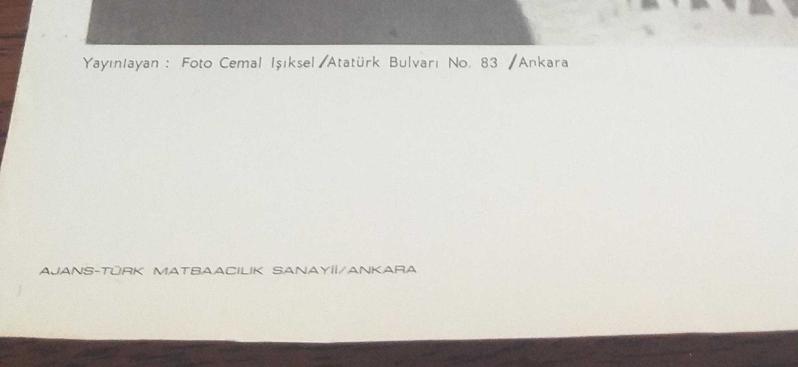 Yayınlayan : Foto Cemal Işıksel/Atatürk Bulvarı No. 83 /Ankara
AJANS-TÜRK MATBAACILIK SANAYİİ/ANKARA